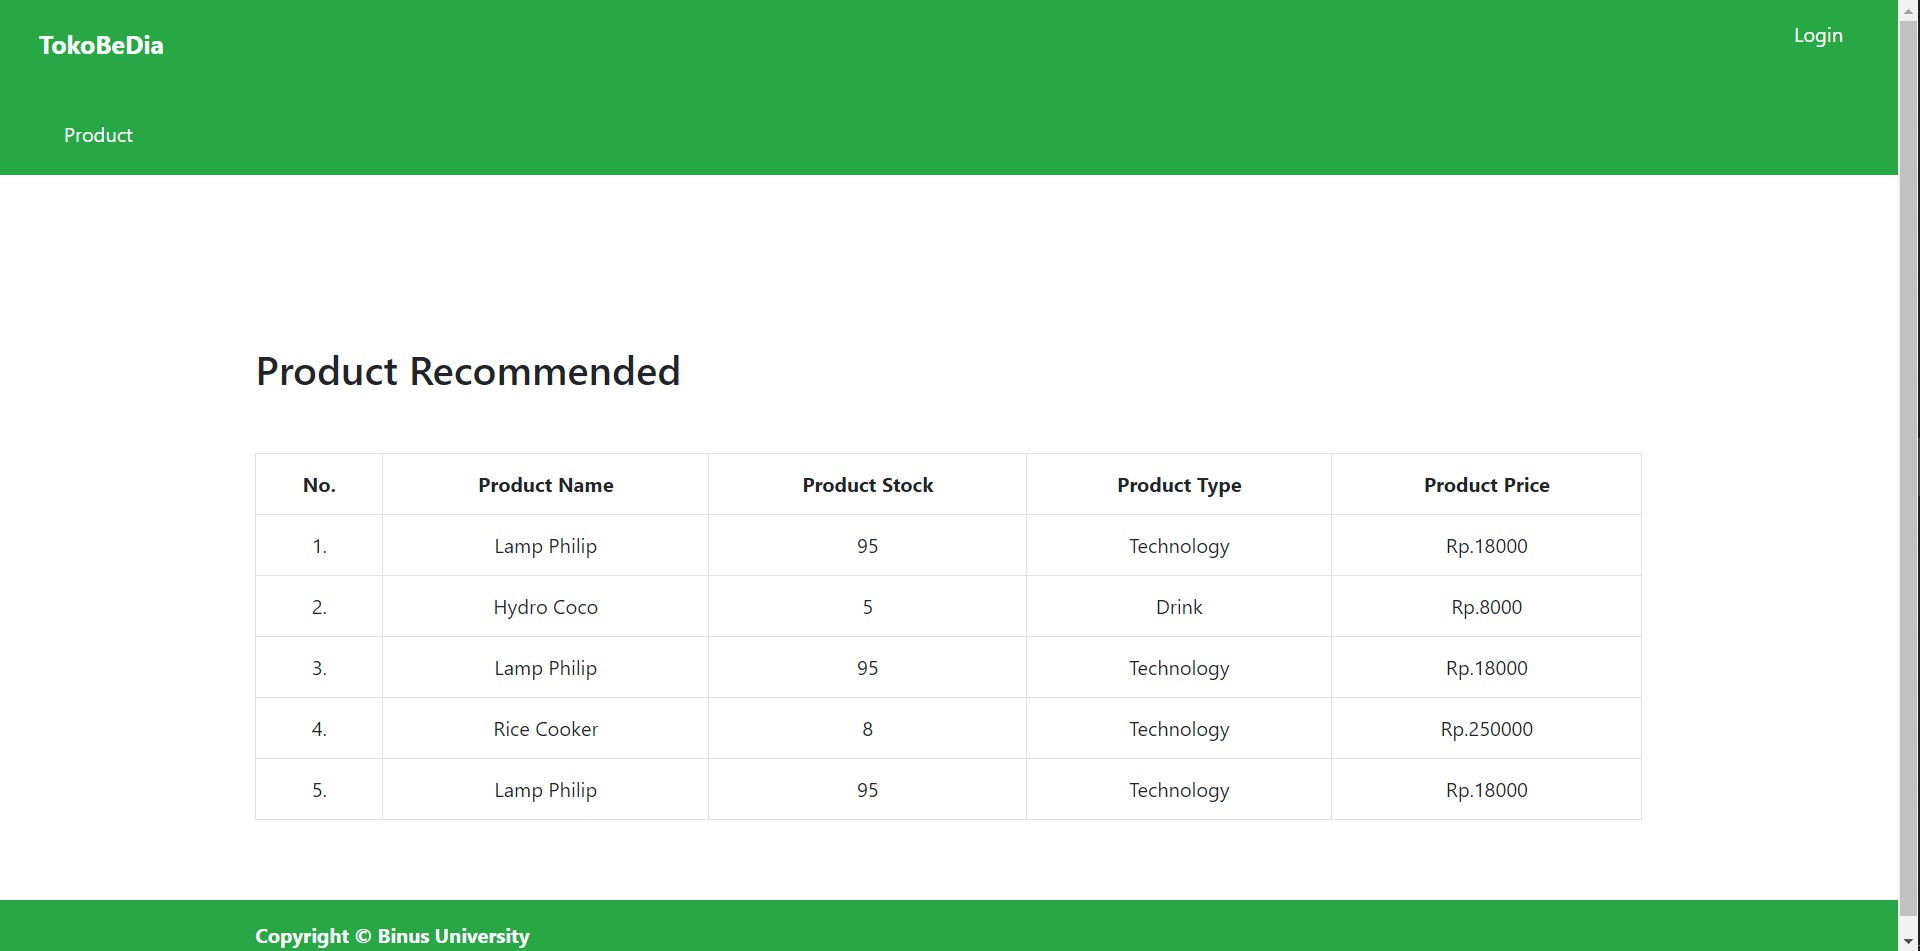 TokoBeDia
Login
Product
Product Recommended
No. Product Name Product Stock Product Type Product Price
1. Lamp Philip 95 Technology Rp.18000
2. Hydro Coco 5 Drink Rp.8000
3. Lamp Philip 95 Technology Rp.18000
4. Rice Cooker 8 Technology Rp.250000
5. Lamp Philip 95 Technology Rp.18000
Copyright © Binus University